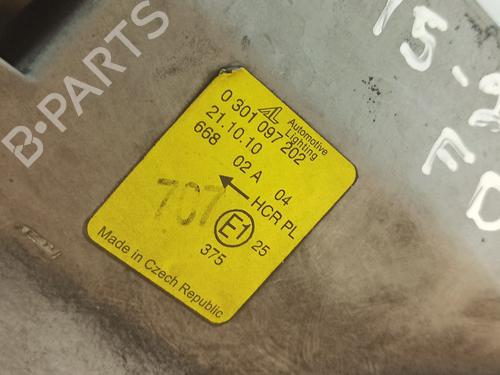 B-PARTS
AL Automotive
Lighting
0 301 097 202
21.10.10
668
02 A 04
HCR PL
707
E1 25
375
Made in Czech Republic